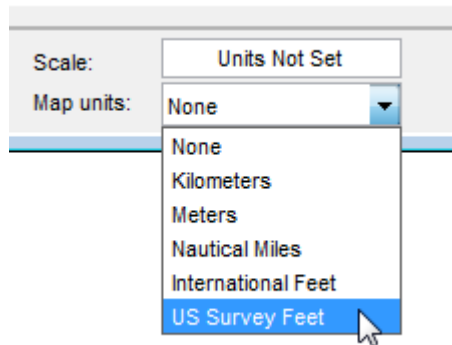 Scale: Units Not Set
Map units: None
None
Kilometers
Meters
Nautical Miles
International Feet
US Survey Feet